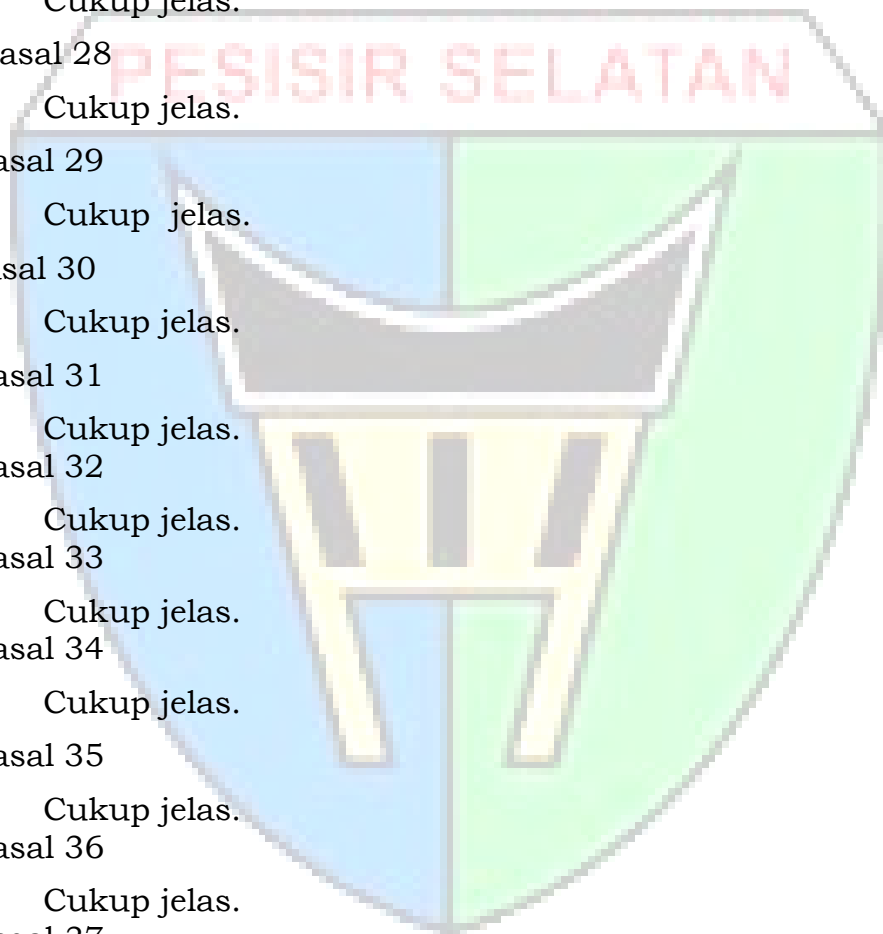 Cukup jelas.
asal 28
PESISIR SELATAN
Cukup jelas.
asal 29
Cukup jelas.
asal 30
Cukup jelas.
asal 31
Cukup jelas.
asal 32
Cukup jelas.
asal 33
Cukup jelas.
asal 34
Cukup jelas.
asal 35
Cukup jelas.
asal 36
Cukup jelas.
asal 37